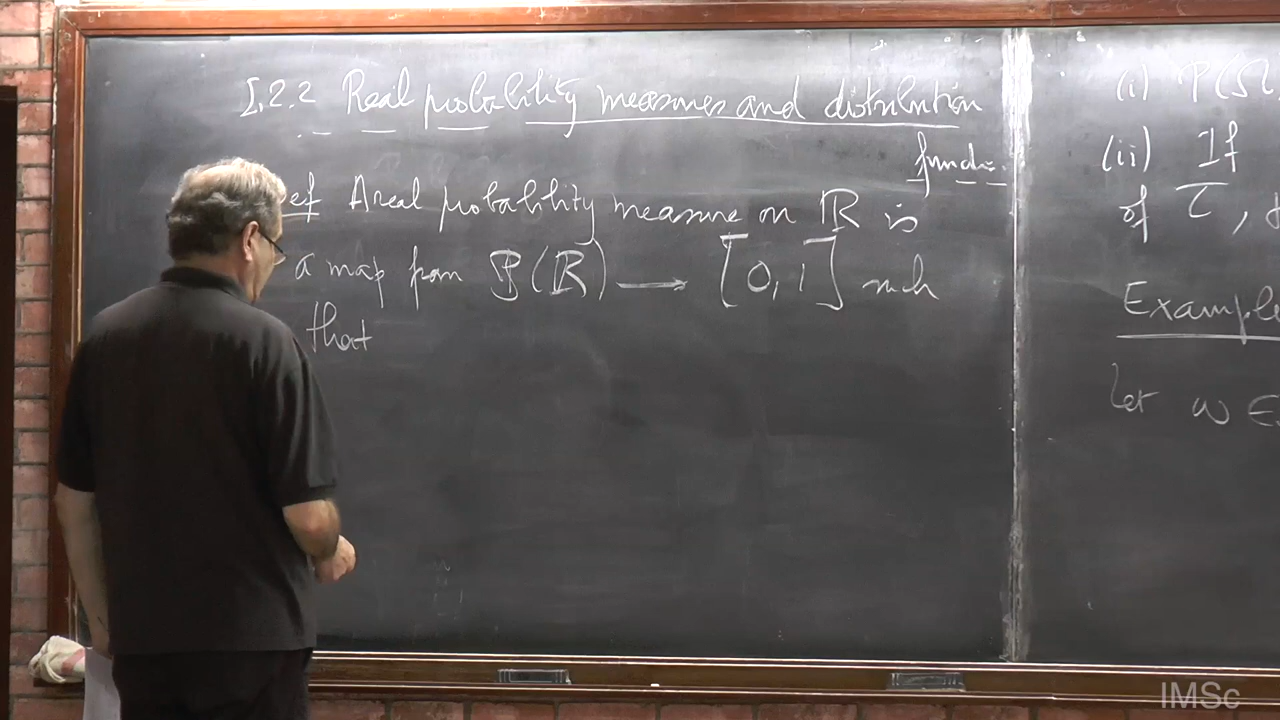 I.2.2 Real probability measures and distribution
functio.
Def A real probability measure on ℝ is
a map from 𝔓(ℝ) → [0,1] such
that
(i) P(Ω
(ii) If
of τ,
Example
Let ω ∈
IMSc